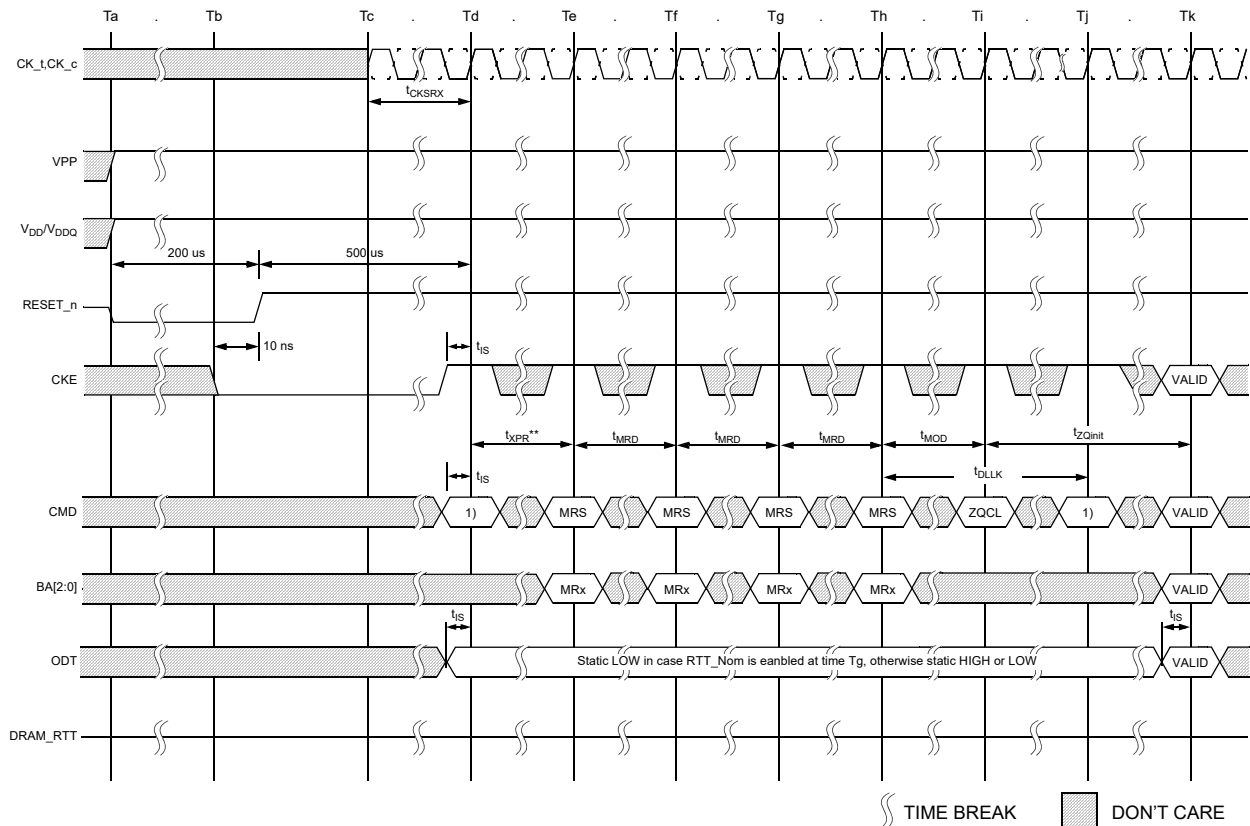 Ta . Tb Tc . Td . Te . Tf . Tg . Th . Ti . Tj . Tk
CK_t,CK_c
tCKSRX
VPP
VDD/VDDQ
200 us 500 us
RESET_n
10 ns tIS
CKE VALID
tXPR** tMRD tMRD tMRD tMOD tZQinit
tIS tDLLK
CMD 1) MRS MRS MRS MRS ZQCL 1) VALID
BA[2:0] MRx MRx MRx MRx VALID
tIS tIS
ODT Static LOW in case RTT_Nom is eanbled at time Tg, otherwise static HIGH or LOW VALID
DRAM_RTT
TIME BREAK DON'T CARE